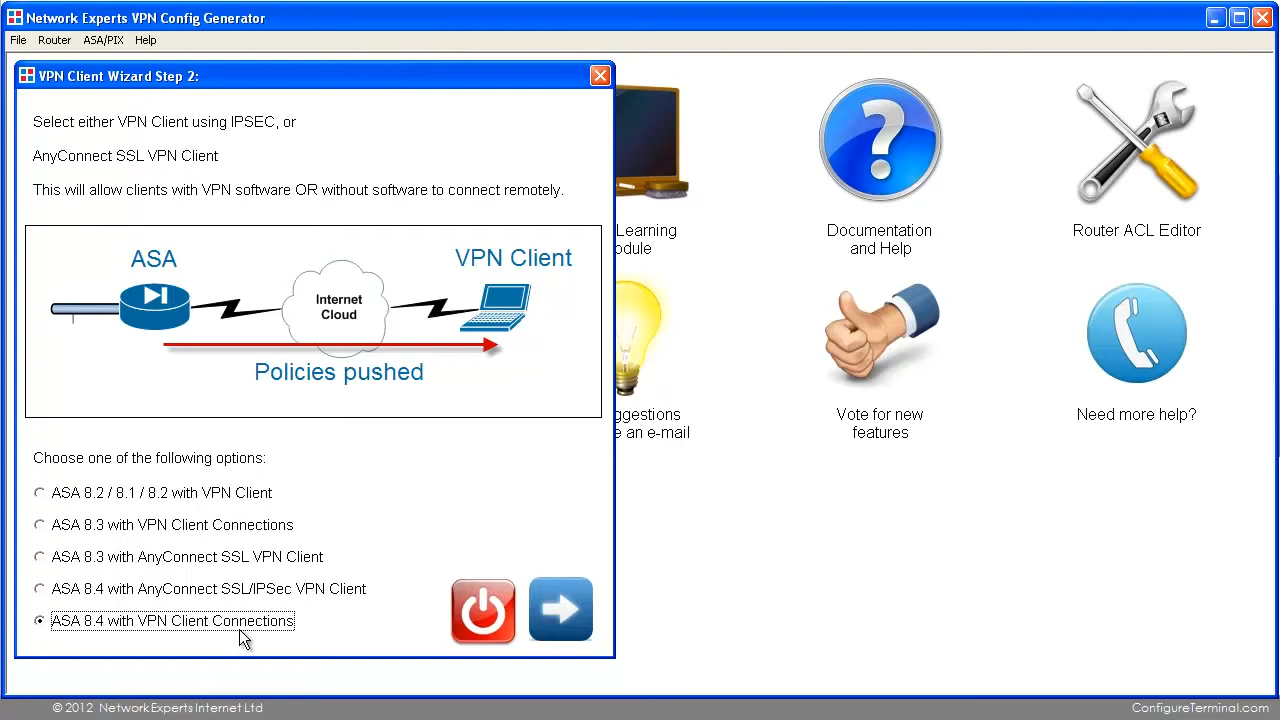 Network Experts VPN Config Generator
File Router ASA/PIX Help
VPN Client Wizard Step 2:
Select either VPN Client using IPSEC, or
AnyConnect SSL VPN Client
This will allow clients with VPN software OR without software to connect remotely.
ASA
VPN Client
Internet
Cloud
Policies pushed
Choose one of the following options:
ASA 8.2 / 8.1 / 8.2 with VPN Client
ASA 8.3 with VPN Client Connections
ASA 8.3 with AnyConnect SSL VPN Client
ASA 8.4 with AnyConnect SSL/IPSec VPN Client
ASA 8.4 with VPN Client Connections
Learning
Documentation
and Help
Router ACL Editor
an e-mail
Vote for new
features
Need more help?
© 2012 NetworkExperts Internet Ltd
ConfigureTerminal.com